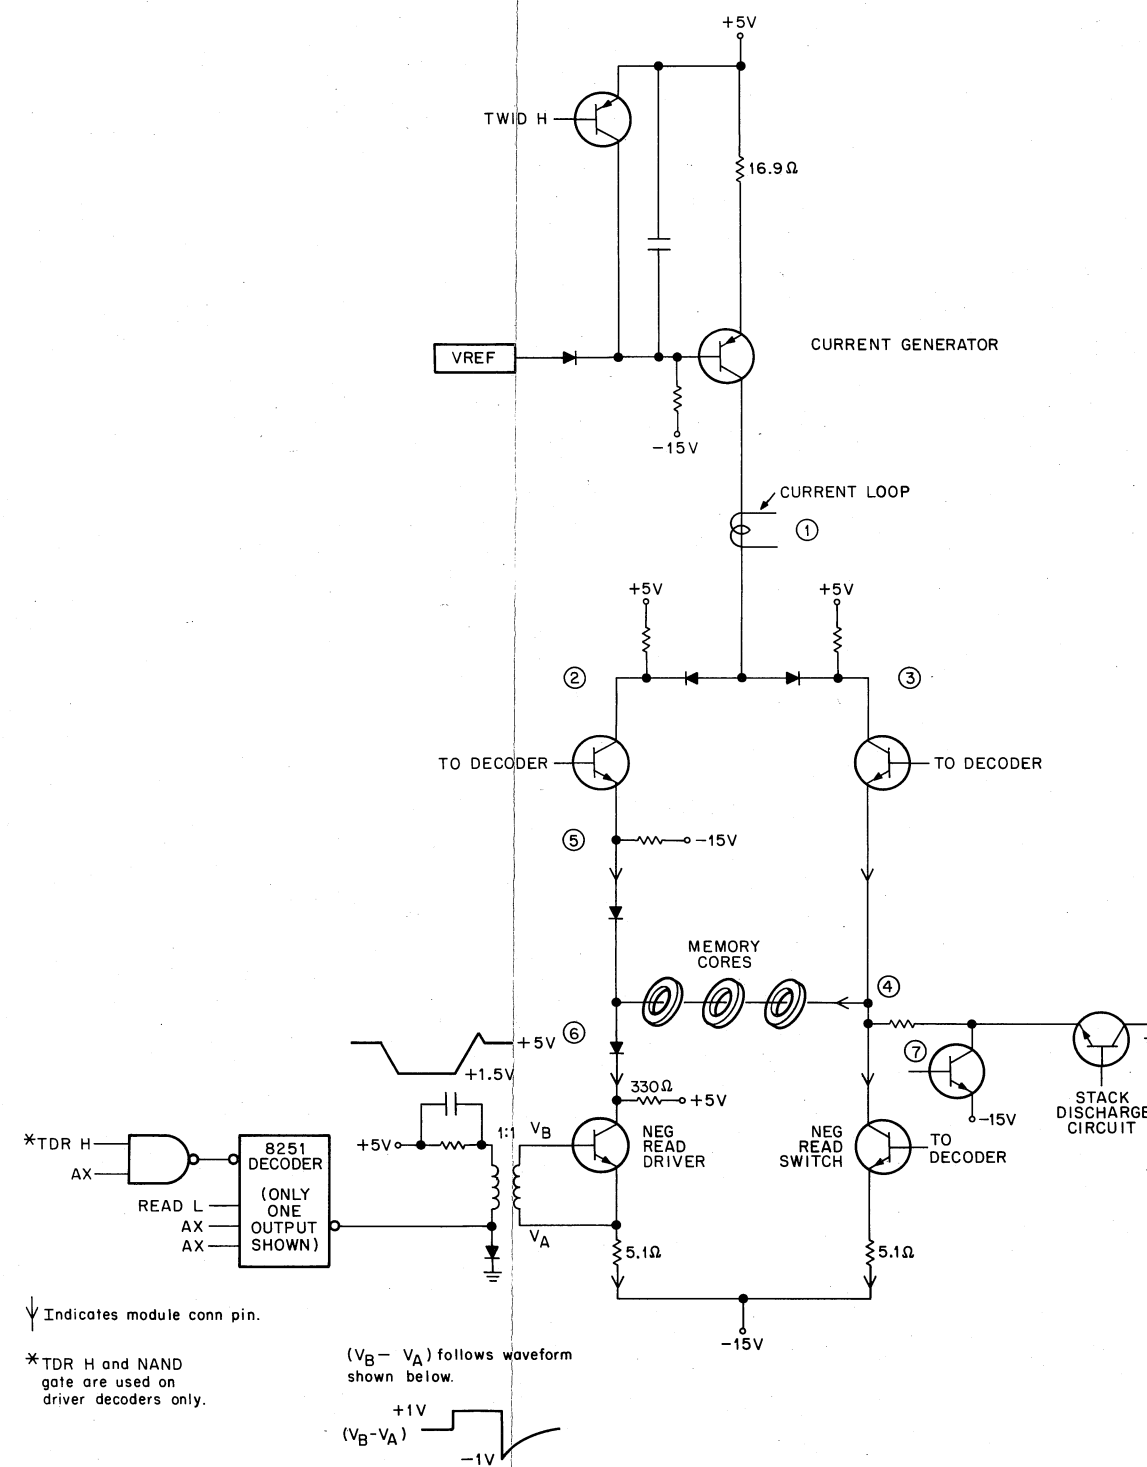 +5V
TWID H
16.9Ω
VREF
CURRENT GENERATOR
-15V
CURRENT LOOP
1
+5V
+5V
2
3
TO DECODER
TO DECODER
5
-15V
MEMORY
CORES
4
6
7
+5V
+1.5V
330Ω
+5V
STACK
DISCHARGE
CIRCUIT
-15V
*TDR H
AX
8251
DECODER
(ONLY
ONE
OUTPUT
SHOWN)
READ L
AX
AX
+5V
1:1
VB
VA
NEG
READ
DRIVER
NEG
READ
SWITCH
TO
DECODER
5.1Ω
5.1Ω
-15V
Indicates module conn pin.
*TDR H and NAND
gate are used on
driver decoders only.
(VB- VA) follows waveform
shown below.
+1V
(VB-VA)
-1V